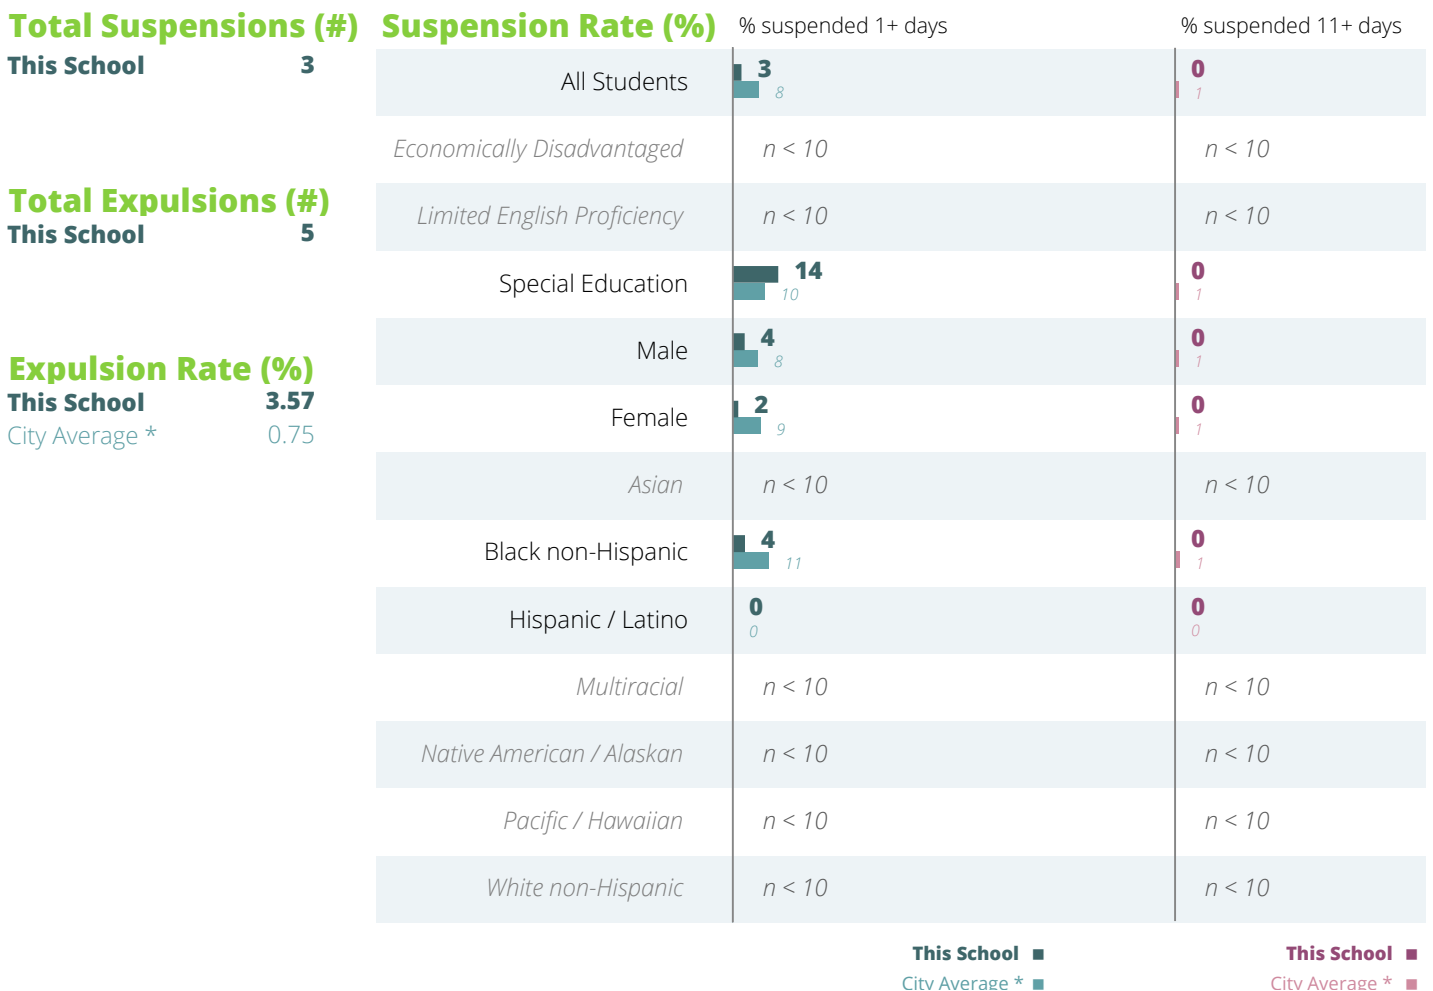 Total Suspensions (#)
This School 3
Total Expulsions (#)
This School 5
Expulsion Rate (%)
This School 3.57
City Average * 0.75
Suspension Rate (%) % suspended 1+ days % suspended 11+ days
All Students 3 0
8 1
Economically Disadvantaged n < 10 n < 10
Limited English Proficiency n < 10 n < 10
Special Education 14 0
10 1
Male 4 0
8 1
Female 2 0
9 1
Asian n < 10 n < 10
Black non-Hispanic 4 0
11 1
Hispanic / Latino 0 0
0 0
Multiracial n < 10 n < 10
Native American / Alaskan n < 10 n < 10
Pacific / Hawaiian n < 10 n < 10
White non-Hispanic n < 10 n < 10
This School This School
City Average * City Average *